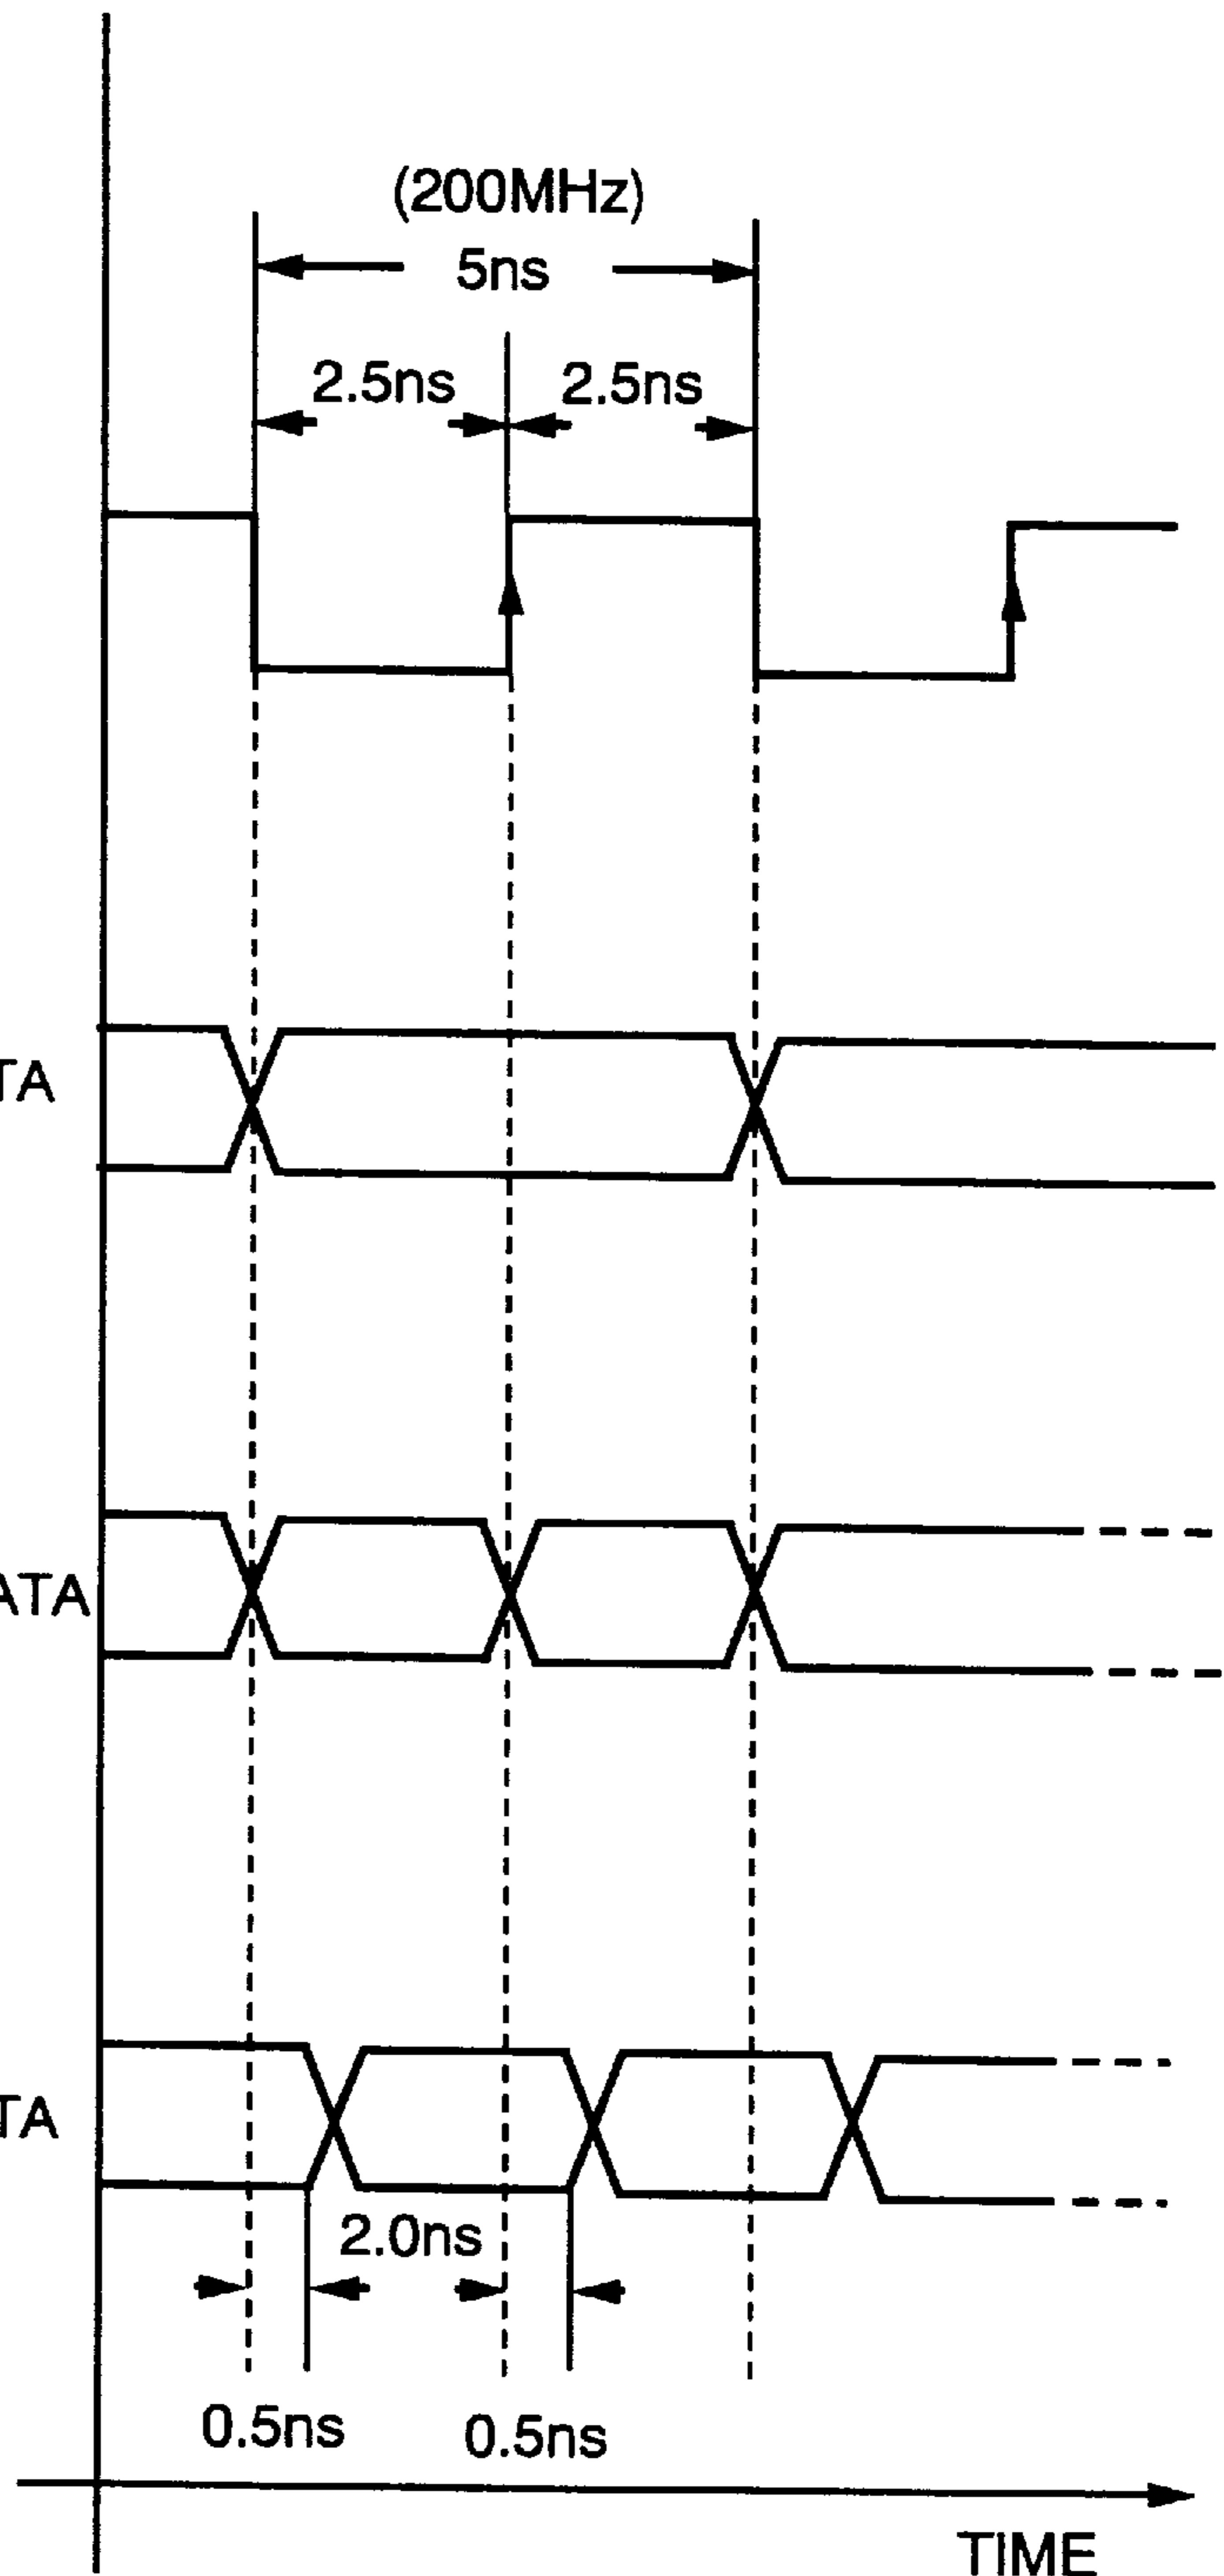 (200MHz)
5ns
2.5ns 2.5ns
TA
ATA
TA
2.0ns
0.5ns 0.5ns
TIME